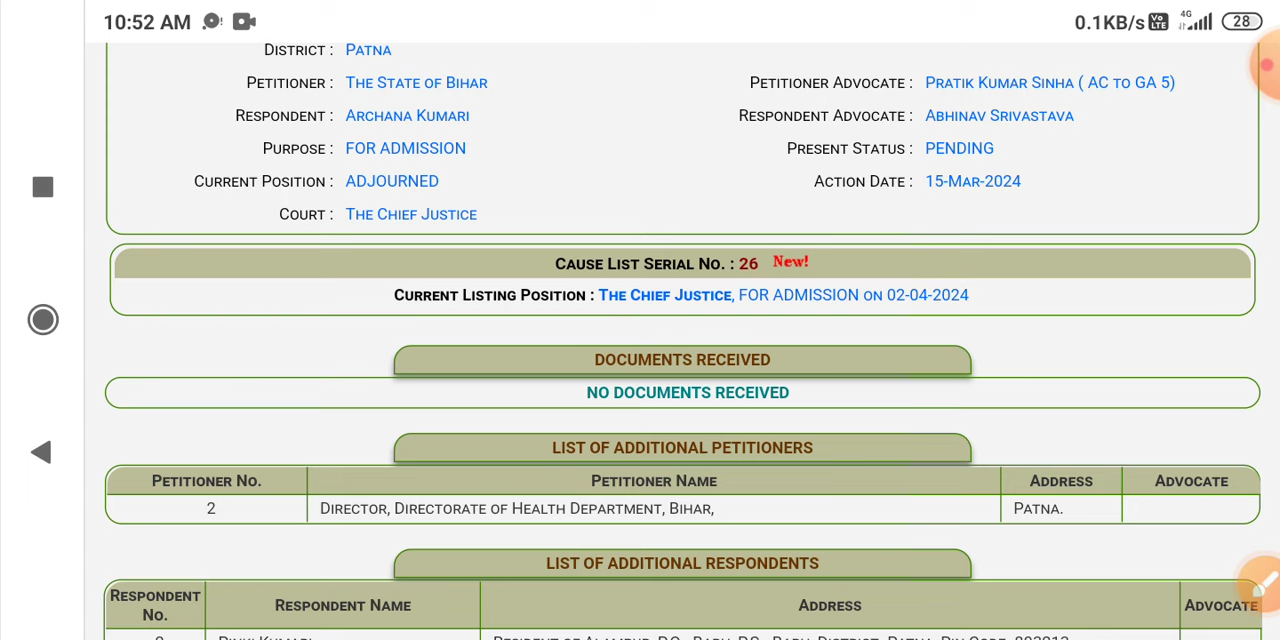 10:52 AM 0.1KB/s Vo LTE 4G 28
DISTRICT : PATNA
PETITIONER : THE STATE OF BIHAR PETITIONER ADVOCATE : PRATIK KUMAR SINHA ( AC TO GA 5)
RESPONDENT : ARCHANA KUMARI RESPONDENT ADVOCATE : ABHINAV SRIVASTAVA
PURPOSE : FOR ADMISSION PRESENT STATUS : PENDING
CURRENT POSITION : ADJOURNED ACTION DATE : 15-MAR-2024
COURT : THE CHIEF JUSTICE
CAUSE LIST SERIAL NO. : 26 New!
CURRENT LISTING POSITION : THE CHIEF JUSTICE, FOR ADMISSION ON 02-04-2024
DOCUMENTS RECEIVED
NO DOCUMENTS RECEIVED
LIST OF ADDITIONAL PETITIONERS
PETITIONER NO. PETITIONER NAME ADDRESS ADVOCATE
2 DIRECTOR, DIRECTORATE OF HEALTH DEPARTMENT, BIHAR, PATNA.
LIST OF ADDITIONAL RESPONDENTS
RESPONDENT NO. RESPONDENT NAME ADDRESS ADVOCATE